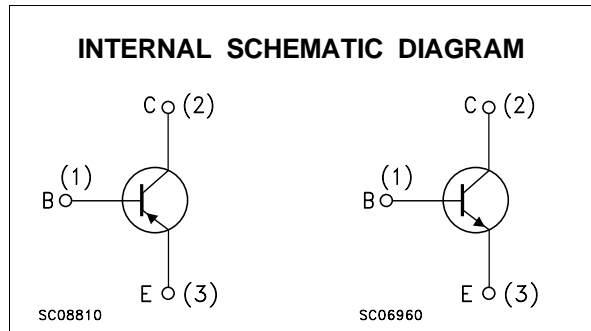 INTERNAL SCHEMATIC DIAGRAM
C (2)
C (2)
(1)
B
(1)
B
E (3)
E (3)
SC08810
SC06960